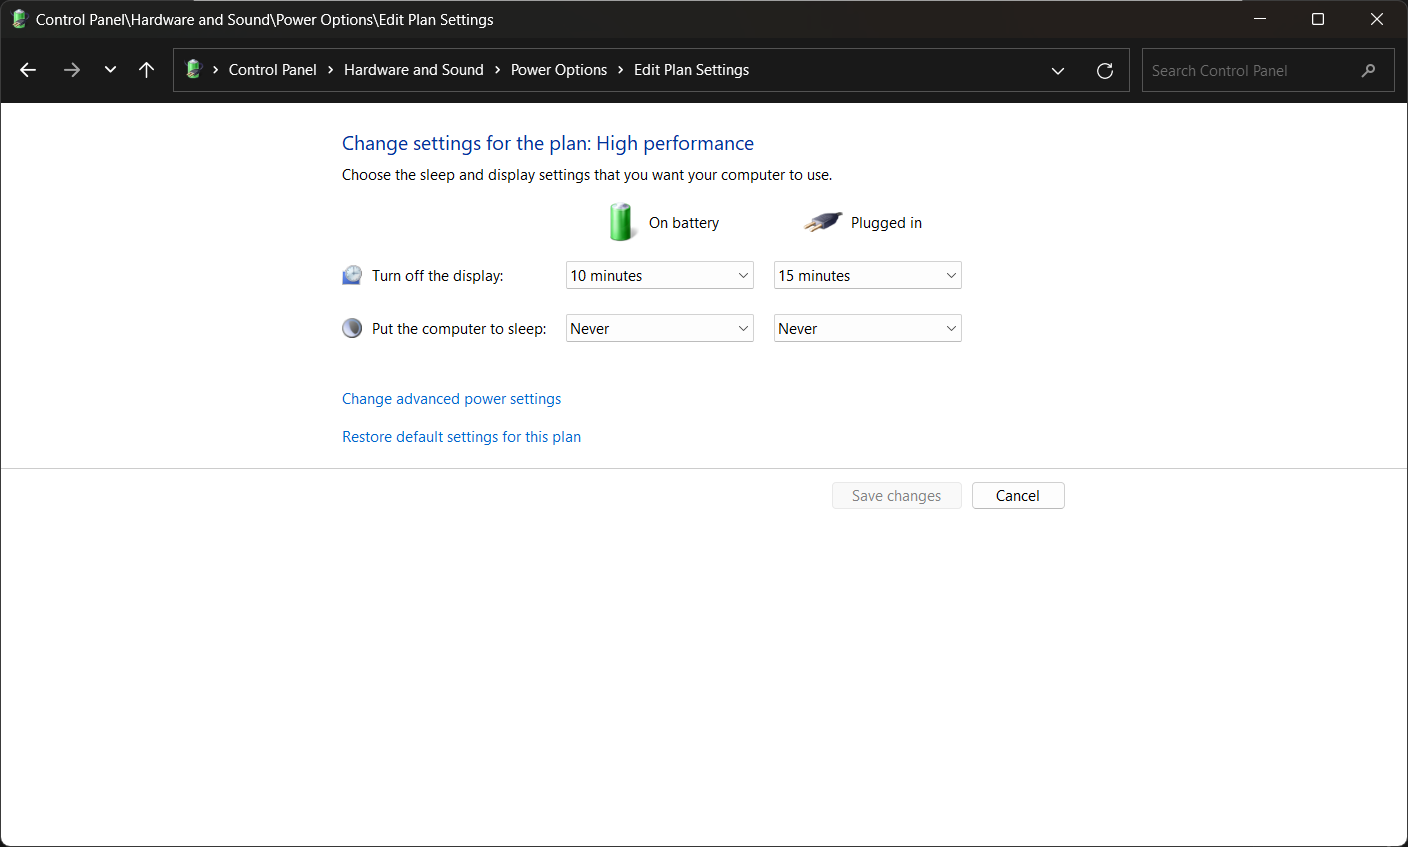 Control Panel\Hardware and Sound\Power Options\Edit Plan Settings
Control Panel Hardware and Sound Power Options Edit Plan Settings
Search Control Panel
Change settings for the plan: High performance
Choose the sleep and display settings that you want your computer to use.
On battery Plugged in
Turn off the display: 10 minutes 15 minutes
Put the computer to sleep: Never Never
Change advanced power settings
Restore default settings for this plan
Save changes Cancel